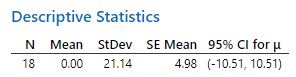 Descriptive Statistics
N Mean StDev SE Mean 95% CI for μ
18 0.00 21.14 4.98 (-10.51, 10.51)